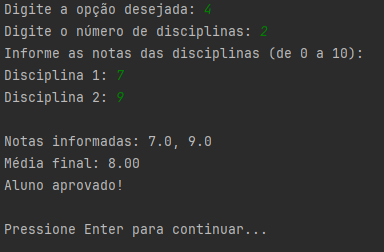 Digite a opção desejada: 4
Digite o número de disciplinas: 2
Informe as notas das disciplinas (de 0 a 10):
Disciplina 1: 7
Disciplina 2: 9
Notas informadas: 7.0, 9.0
Média final: 8.00
Aluno aprovado!
Pressione Enter para continuar...